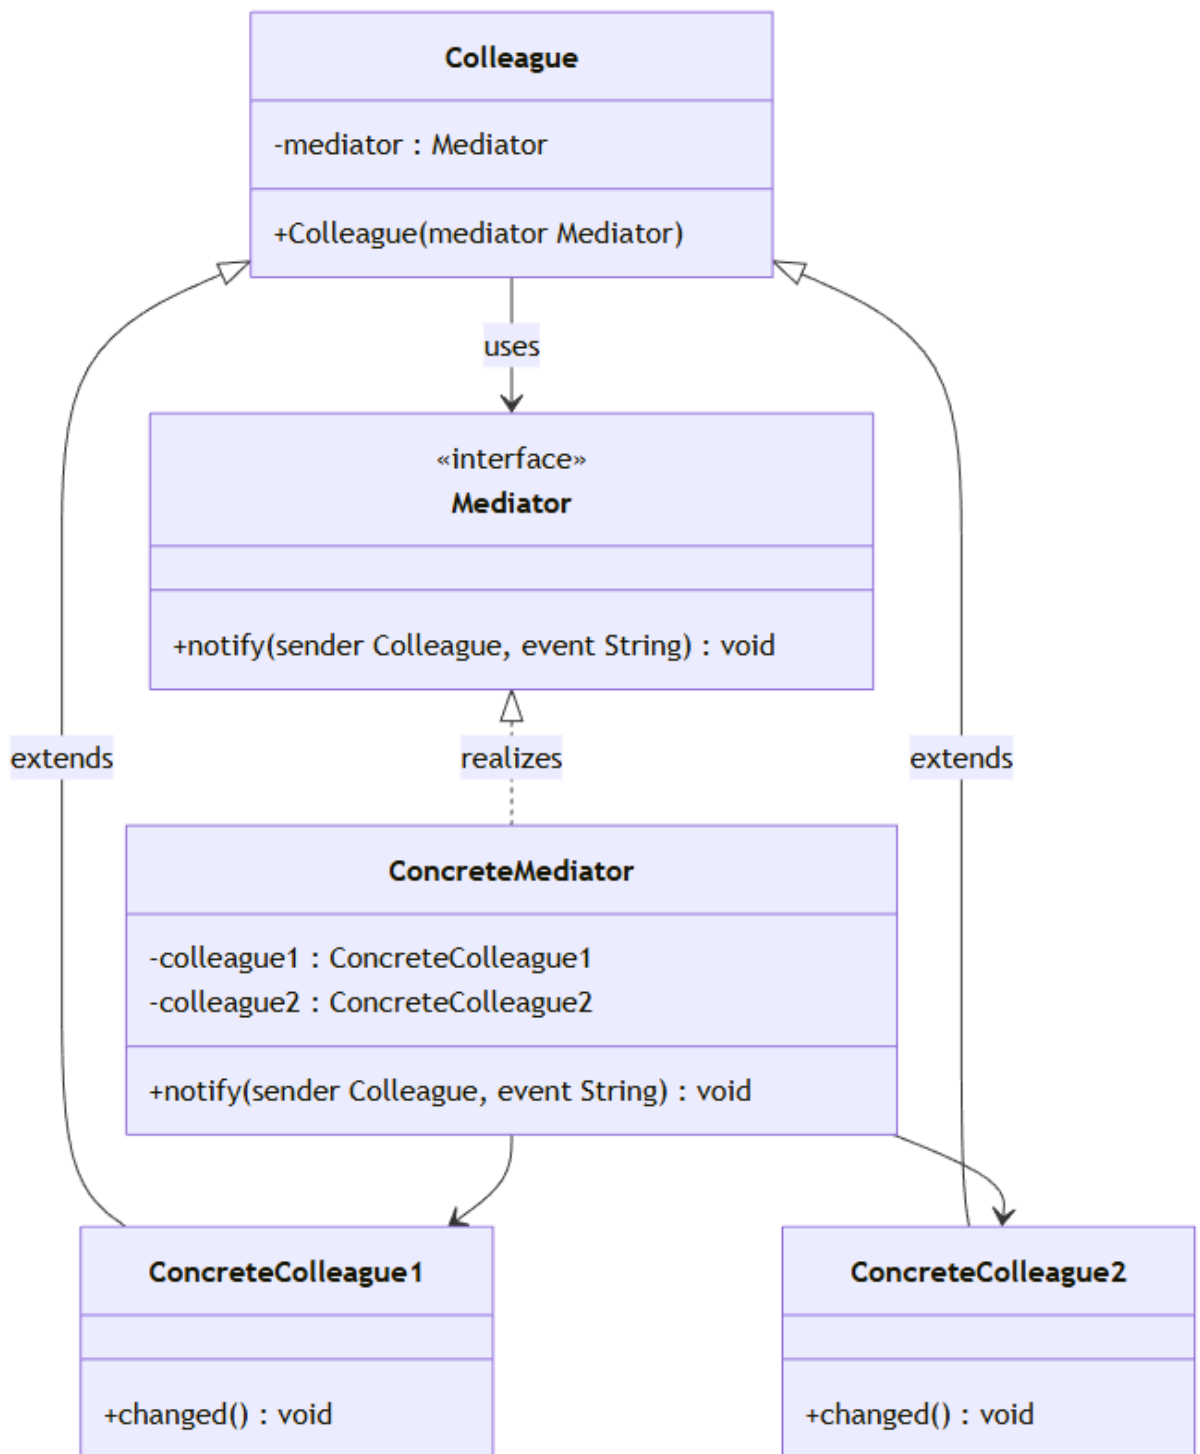 Colleague
-mediator : Mediator
+Colleague(mediator Mediator)
uses
«interface»
Mediator
+notify(sender Colleague, event String) : void
extends
realizes
extends
ConcreteMediator
-colleague1 : ConcreteColleague1
-colleague2 : ConcreteColleague2
+notify(sender Colleague, event String) : void
ConcreteColleague1
+changed() : void
ConcreteColleague2
+changed() : void